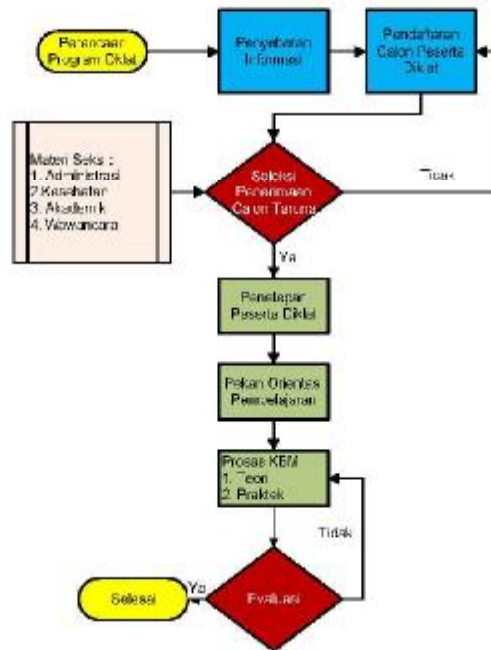 Perencanaan
Program Diklat
Penyebaran
Informasi
Pendaftaran
Calon Peserta
Diklat
Materi Seleksi :
1. Administrasi
2. Kesehatan
3. Akademik
4. Wawancara
Seleksi
Penerimaan
Calon Taruna
Tidak
Ya
Penetapan
Peserta Diklat
Pekan Orientasi
Pembelajaran
Proses KBM
1. Teori
2. Praktek
Tidak
Evaluasi
Ya
Selesai